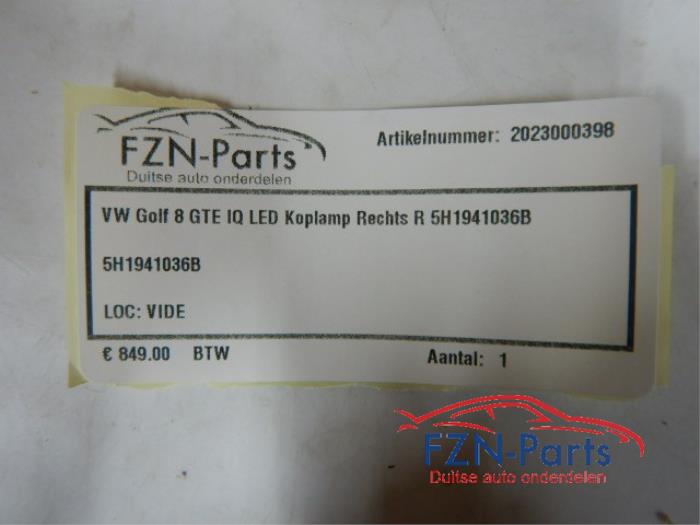 FZN-Parts
Duitse auto onderdelen
Artikelnummer: 2023000398
VW Golf 8 GTE IQ LED Koplamp Rechts R 5H1941036B
5H1941036B
LOC: VIDE
€ 849.00 BTW
Aantal: 1
FZN-Parts
Duitse auto onderdelen